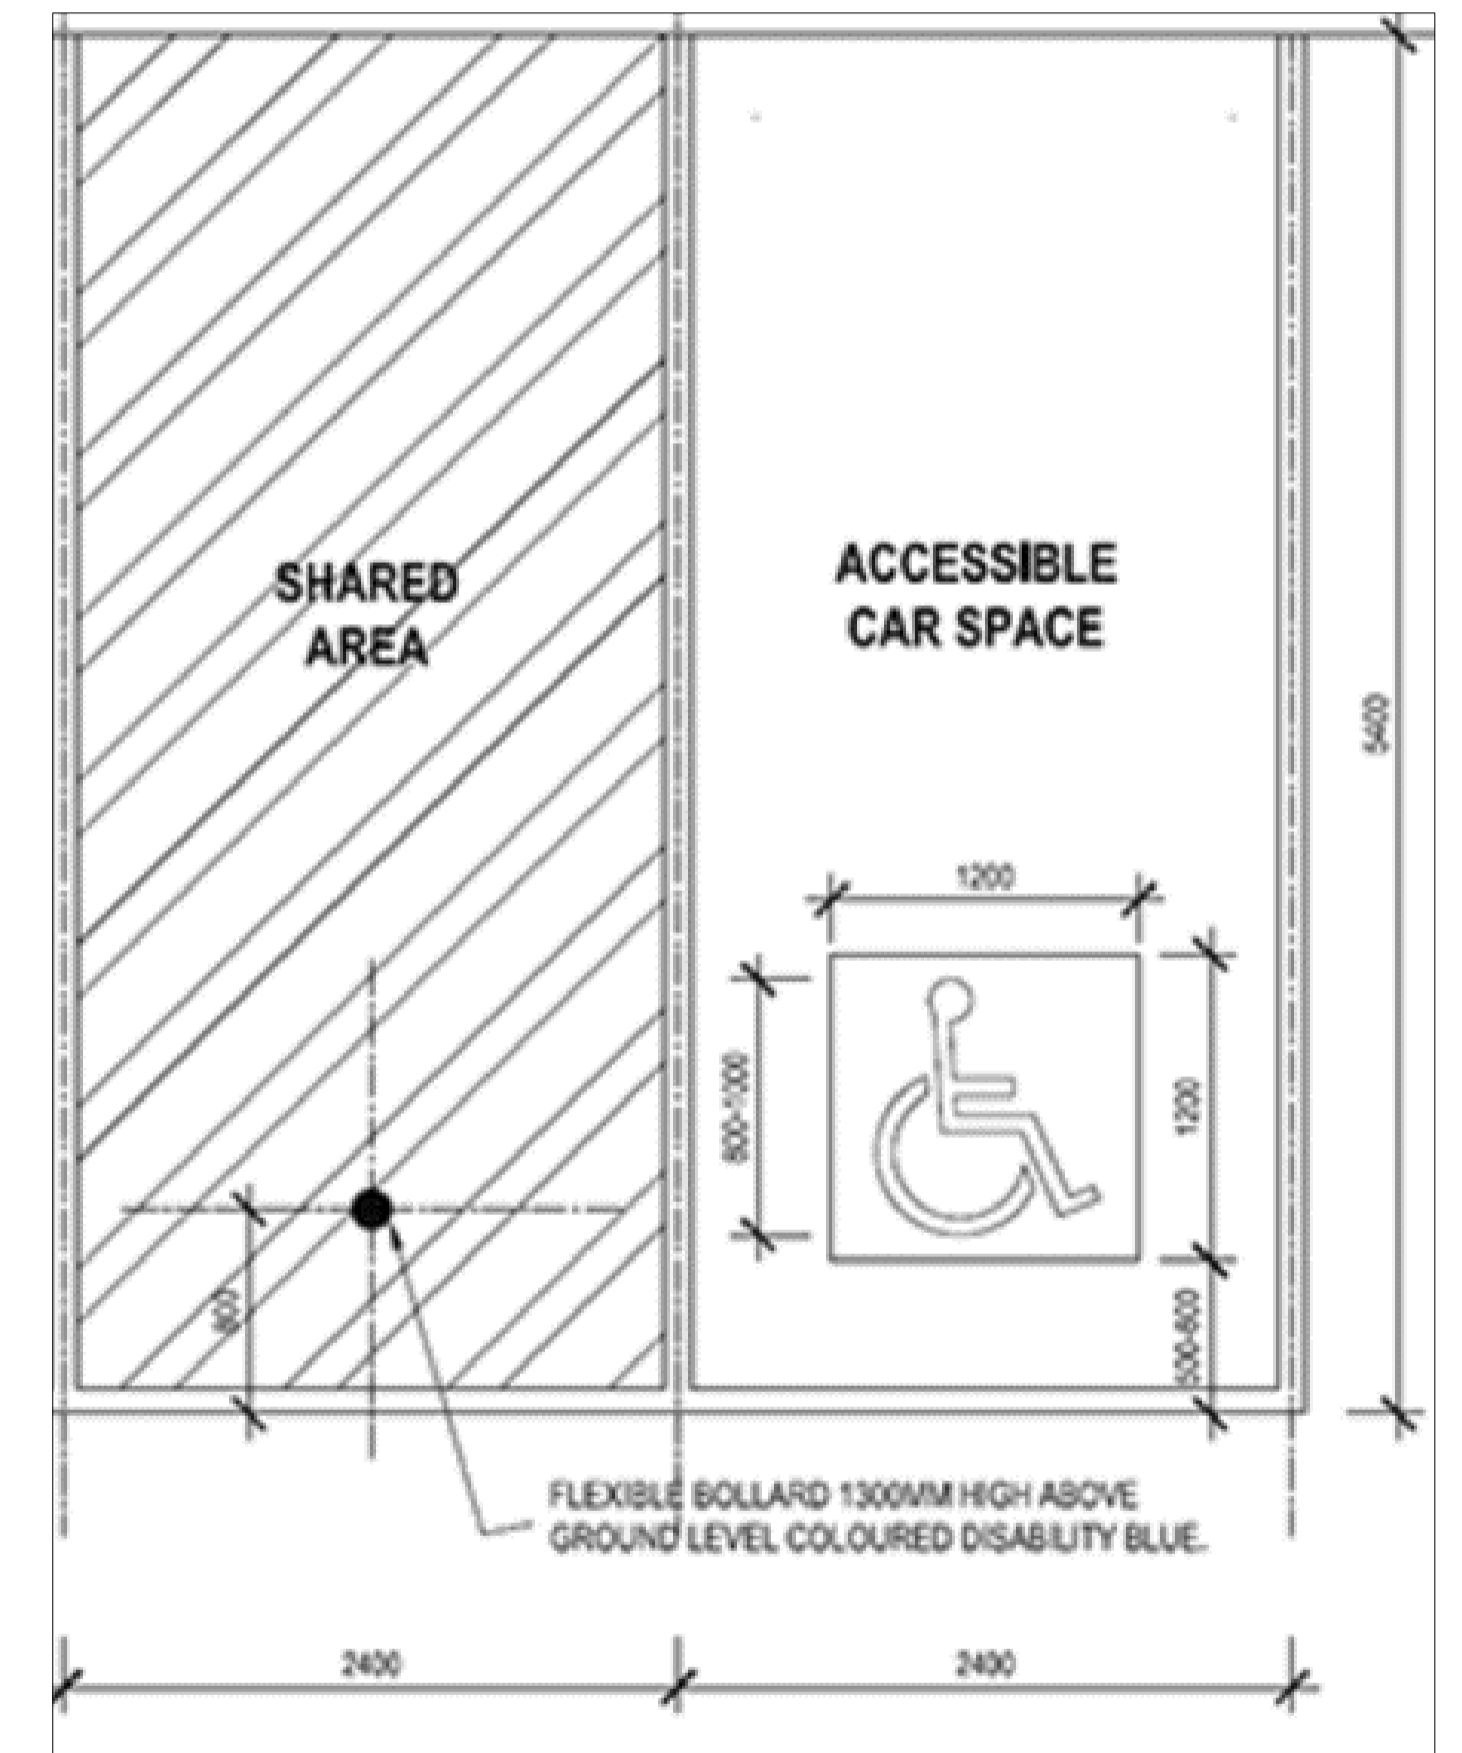 SHARED
AREA
ACCESSIBLE
CAR SPACE
5400
1200
800-1000
1200
800
500-600
FLEXIBLE BOLLARD 1300MM HIGH ABOVE
GROUND LEVEL COLOURED DISABILITY BLUE.
2400
2400